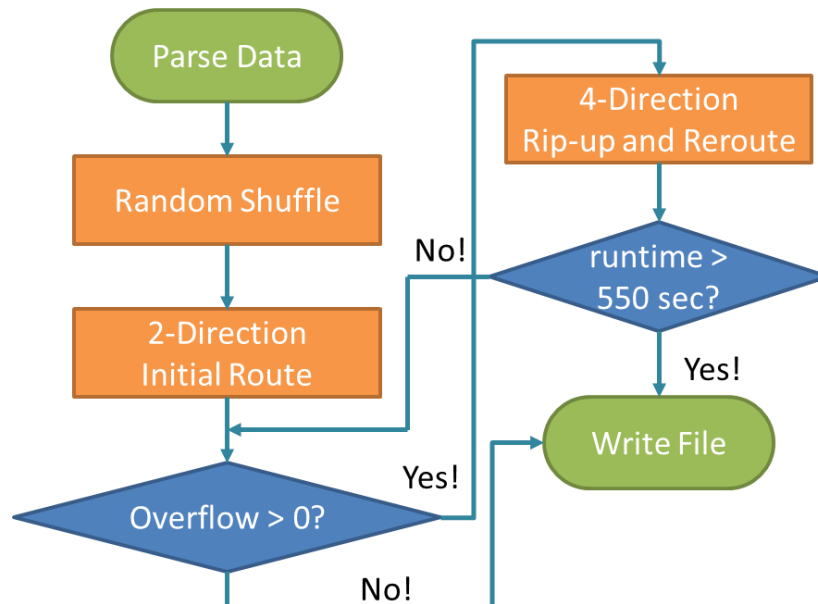 Parse Data
Random Shuffle
2-Direction
Initial Route
Overflow > 0?
Yes!
No!
4-Direction
Rip-up and Reroute
runtime >
550 sec?
No!
Yes!
Write File